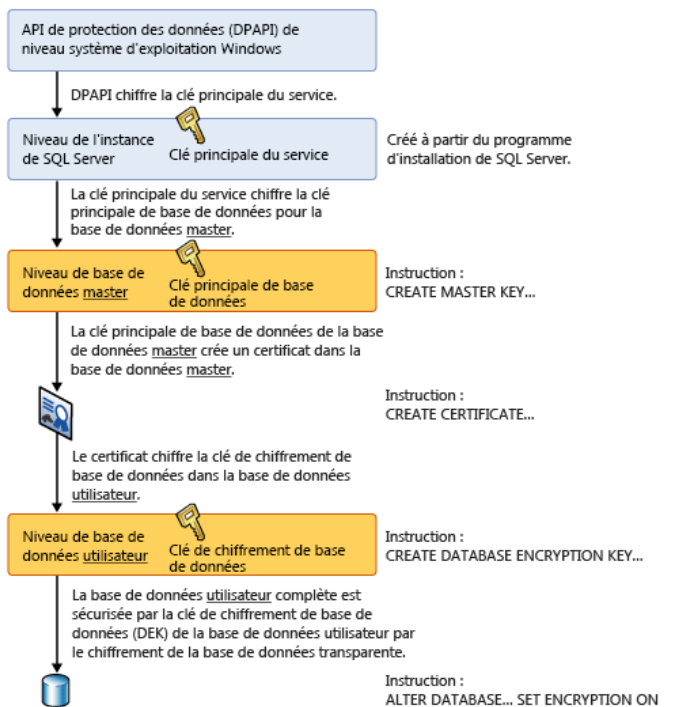 API de protection des données (DPAPI) de
niveau système d'exploitation Windows
DPAPI chiffre la clé principale du service.
Niveau de l'instance
de SQL Server
Clé principale du service
Créé à partir du programme
d'installation de SQL Server.
La clé principale du service chiffre la clé
principale de base de données pour la
base de données master.
Niveau de base de
données master
Clé principale de base
de données
Instruction :
CREATE MASTER KEY...
La clé principale de base de données de la base
de données master crée un certificat dans la
base de données master.
Instruction :
CREATE CERTIFICATE...
Le certificat chiffre la clé de chiffrement de
base de données dans la base de données
utilisateur.
Niveau de base de
données utilisateur
Clé de chiffrement de base
de données
Instruction :
CREATE DATABASE ENCRYPTION KEY...
La base de données utilisateur complète est
sécurisée par la clé de chiffrement de base de
données (DEK) de la base de données utilisateur par
le chiffrement de la base de données transparente.
Instruction :
ALTER DATABASE... SET ENCRYPTION ON